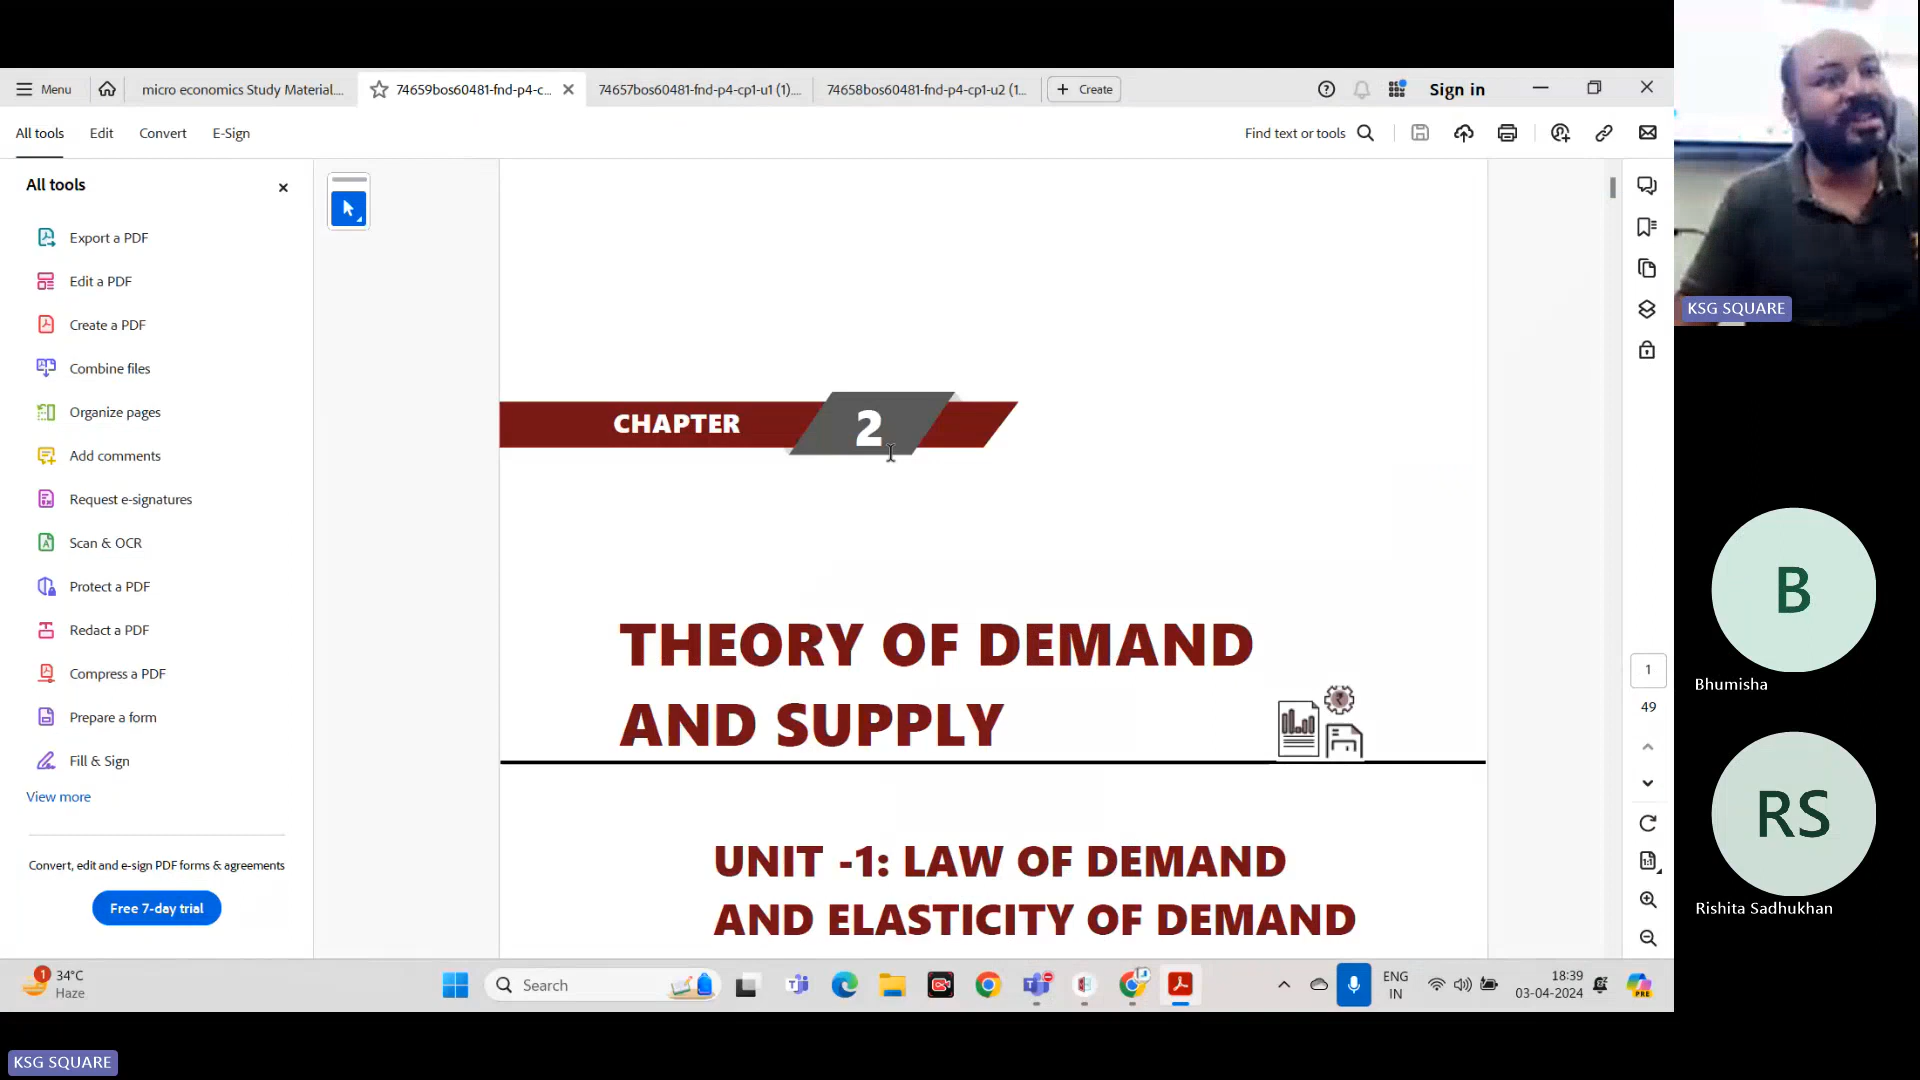 Menu
micro economics Study Material....
74659bos60481-fnd-p4-c...
74657bos60481-fnd-p4-cp1-u1 (1)....
74658bos60481-fnd-p4-cp1-u2 (1...
Create
Sign in
All tools
Edit
Convert
E-Sign
Find text or tools
All tools
Export a PDF
Edit a PDF
Create a PDF
Combine files
Organize pages
Add comments
Request e-signatures
Scan & OCR
Protect a PDF
Redact a PDF
Compress a PDF
Prepare a form
Fill & Sign
View more
Convert, edit and e-sign PDF forms & agreements
Free 7-day trial
CHAPTER 2
THEORY OF DEMAND
AND SUPPLY
UNIT -1: LAW OF DEMAND
AND ELASTICITY OF DEMAND
1
49
KSG SQUARE
B
Bhumisha
RS
Rishita Sadhukhan
1
34°C
Haze
Search
ENG
IN
18:39
03-04-2024
PRE
KSG SQUARE